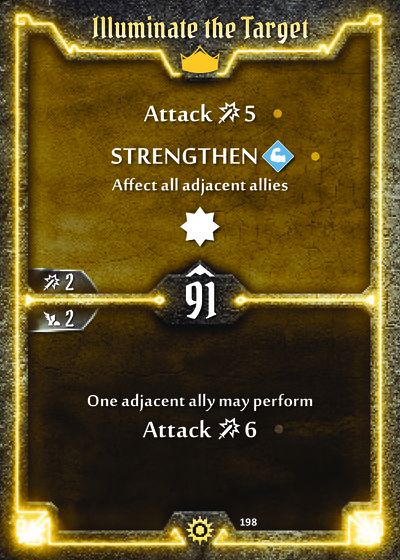 Illuminate the Target
Attack 5
STRENGTHEN
Affect all adjacent allies
2
91
2
One adjacent ally may perform
Attack 6
198